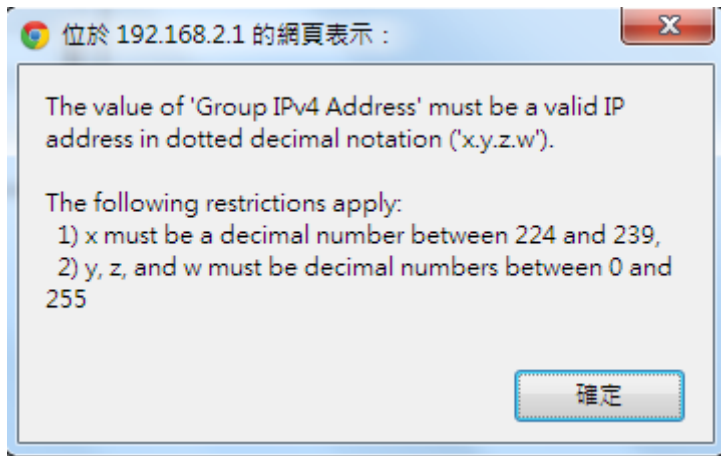 位於 192.168.2.1 的網頁表示：
The value of 'Group IPv4 Address' must be a valid IP
address in dotted decimal notation ('x.y.z.w').
The following restrictions apply:
1) x must be a decimal number between 224 and 239,
2) y, z, and w must be decimal numbers between 0 and
255
確定